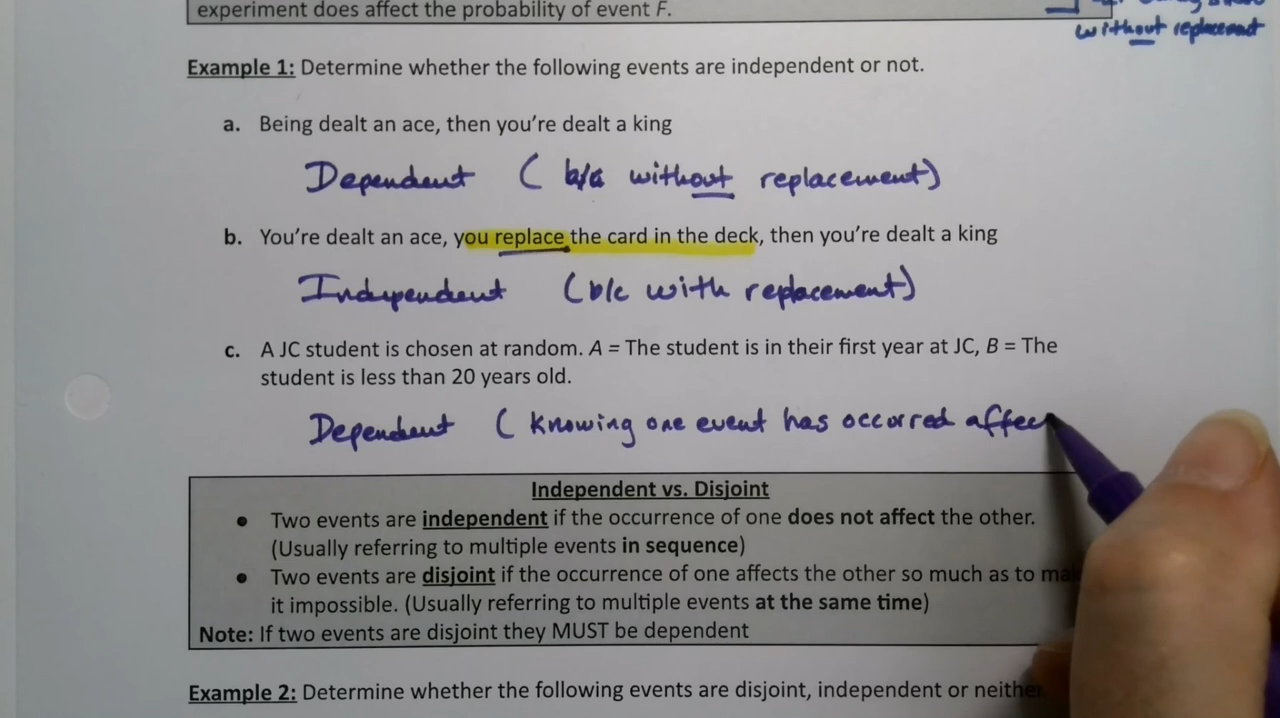 experiment does affect the probability of event F.
without replacement
Example 1: Determine whether the following events are independent or not.
a. Being dealt an ace, then you're dealt a king
Dependent ( b/c without replacement)
b. You're dealt an ace, you replace the card in the deck, then you're dealt a king
Independent (b/c with replacement)
c. A JC student is chosen at random. A = The student is in their first year at JC, B = The
student is less than 20 years old.
Dependent ( Knowing one event has occurred affec
Independent vs. Disjoint
• Two events are independent if the occurrence of one does not affect the other.
(Usually referring to multiple events in sequence)
• Two events are disjoint if the occurrence of one affects the other so much as to
it impossible. (Usually referring to multiple events at the same time)
Note: If two events are disjoint they MUST be dependent
Example 2: Determine whether the following events are disjoint, independent or neither